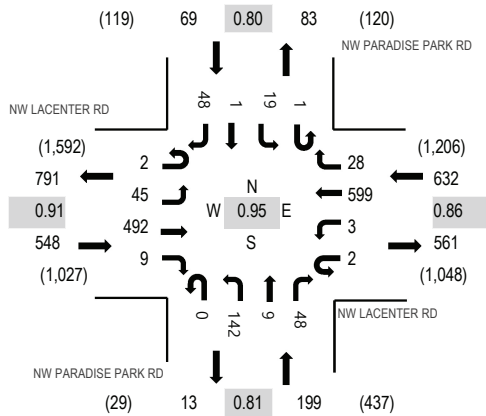 (119) 69 0.80 83 (120)
NW PARADISE PARK RD
48 1 19 1
NW LACENTER RD
(1,592) (1,206)
791 2 28 632
45 N 599
0.91 W 0.95 E 0.86
492 S 3
548 9 2 561
(1,027) (1,048)
0 142 9 48
NW LACENTER RD
NW PARADISE PARK RD
(29) 13 0.81 199 (437)